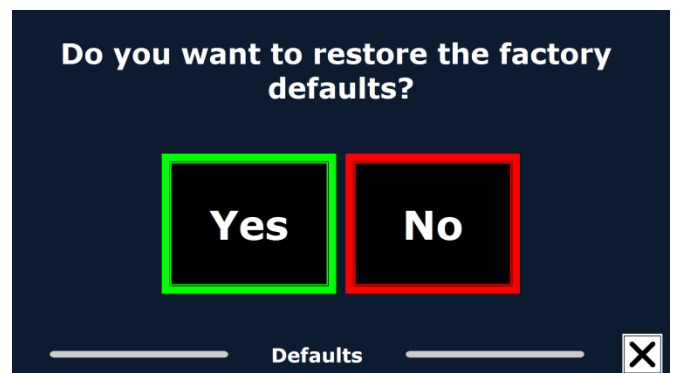 Do you want to restore the factory
defaults?
Yes
No
Defaults